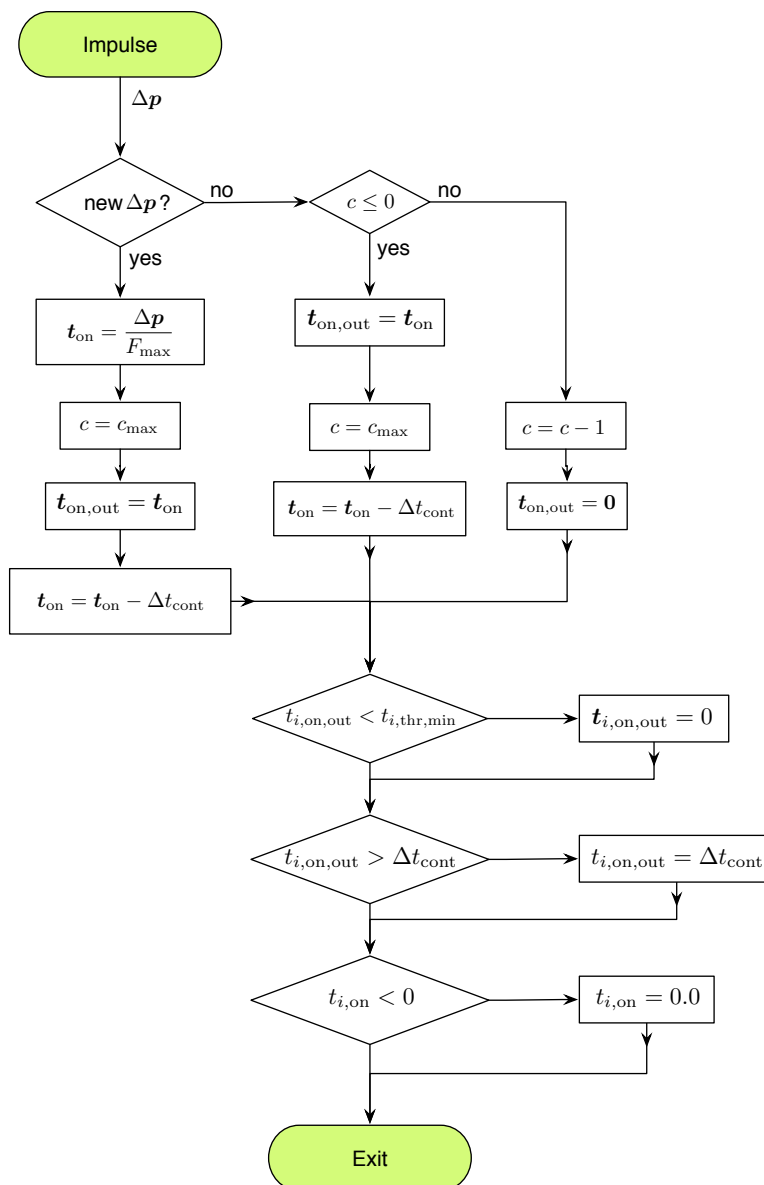 Impulse
Δp
new Δp?
no
c ≤ 0
no
yes
yes
t_on = Δp / F_max
t_on,out = t_on
c = c_max
c = c_max
c = c − 1
t_on,out = t_on
t_on = t_on − Δt_cont
t_on,out = 0
t_on = t_on − Δt_cont
t_i,on,out < t_i,thr,min
t_i,on,out = 0
t_i,on,out > Δt_cont
t_i,on,out = Δt_cont
t_i,on < 0
t_i,on = 0.0
Exit